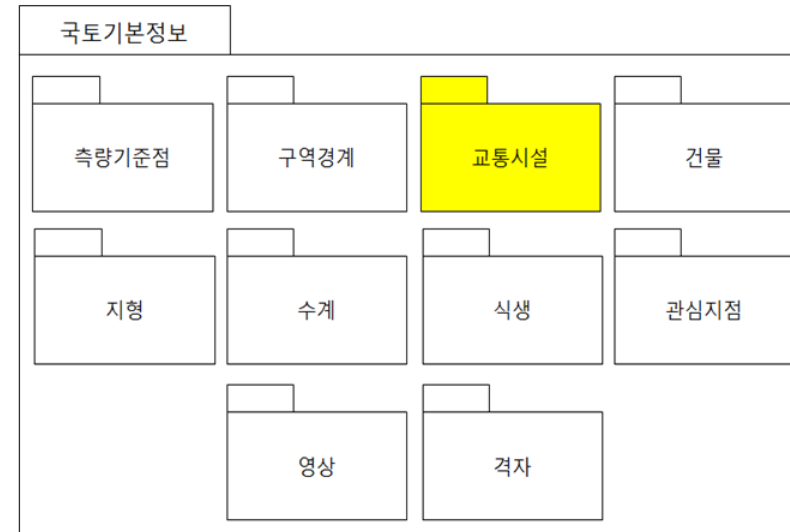 국토기본정보
측량기준점
구역경계
교통시설
건물
지형
수계
식생
관심지점
영상
격자